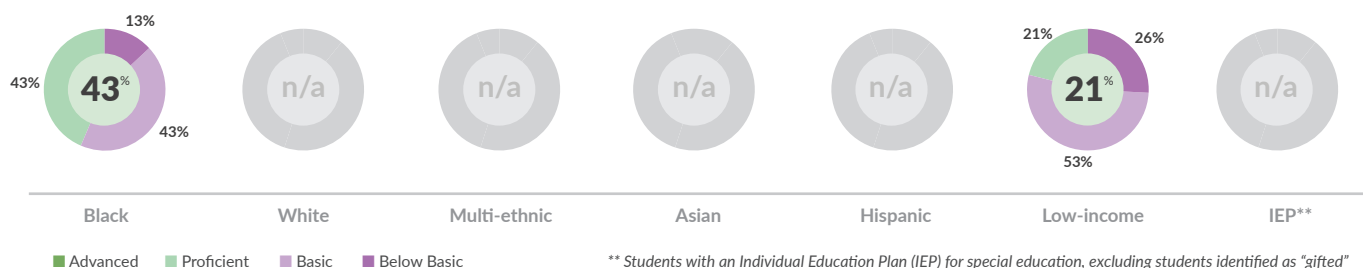 13%
43%
43%
43%
n/a
n/a
n/a
n/a
21%
26%
53%
21%
n/a
Black
White
Multi-ethnic
Asian
Hispanic
Low-income
IEP**
Advanced
Proficient
Basic
Below Basic
** Students with an Individual Education Plan (IEP) for special education, excluding students identified as “gifted”